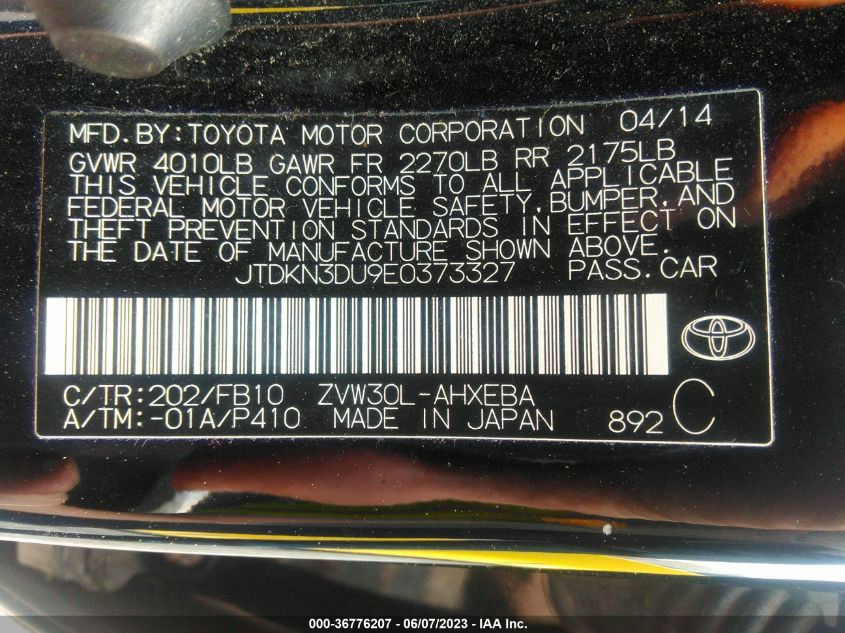 MFD.BY:TOYOTA MOTOR CORPORATION 04/14
GVWR 4010LB GAWR FR 2270LB RR 2175LB
THIS VEHICLE CONFORMS TO ALL APPLICABLE
FEDERAL MOTOR VEHICLE SAFETY,BUMPER,AND
THEFT PREVENTION STANDARDS IN EFFECT ON
THE DATE OF MANUFACTURE SHOWN ABOVE.
JTDKN3DU9E0373327 PASS.CAR
C/TR:202/FB10 ZVW30L-AHXEBA
A/TM:-01A/P410 MADE IN JAPAN 892 C
000-36776207 - 06/07/2023 - IAA Inc.